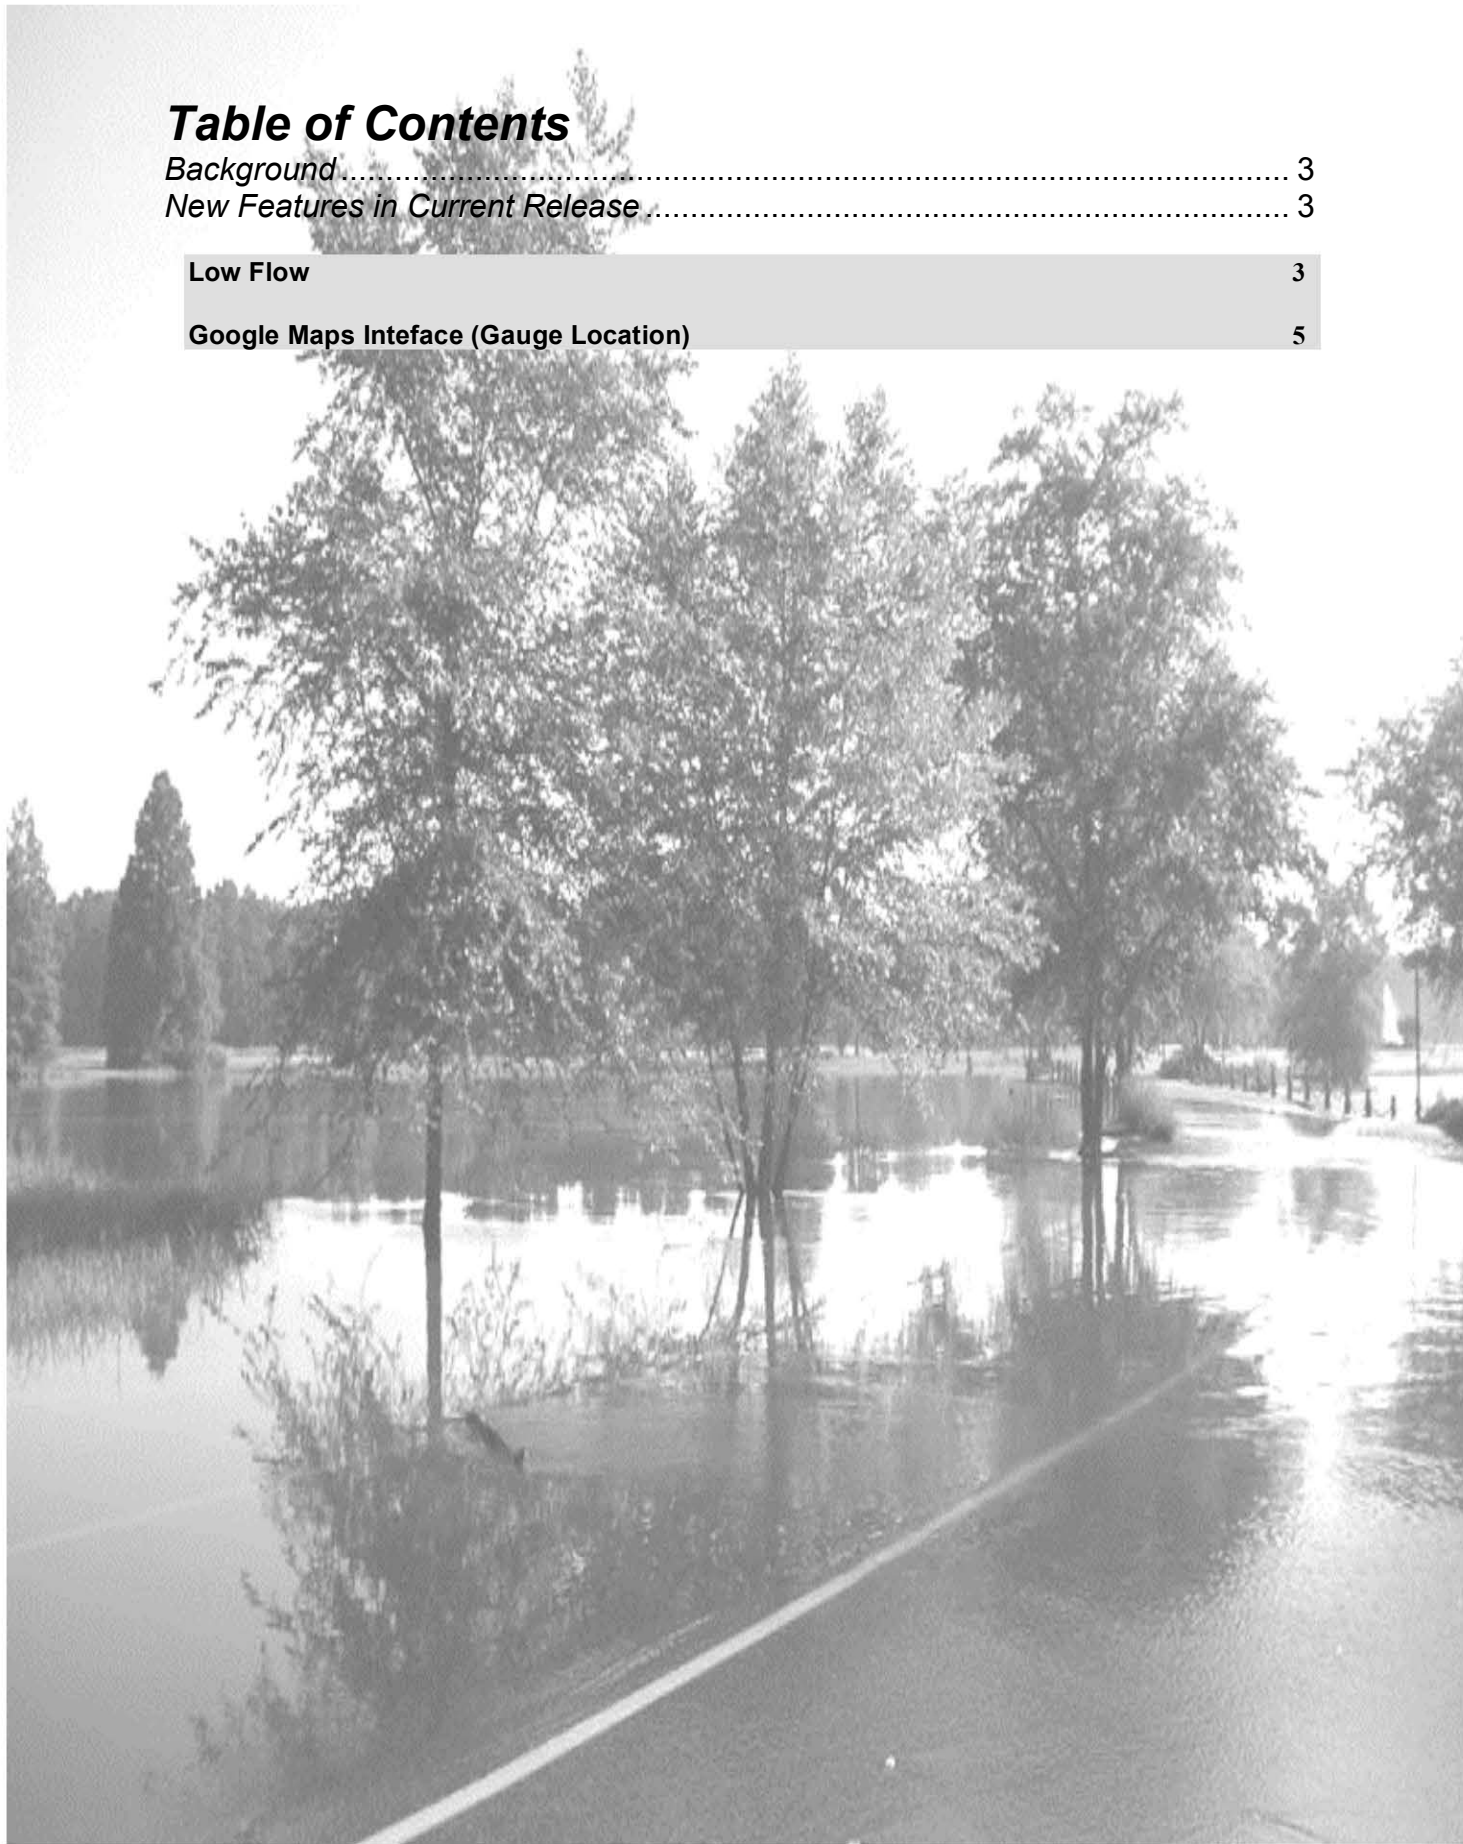 Table of Contents
Background ........................................................................................................... 3
New Features in Current Release ......................................................................... 3
Low Flow 3
Google Maps Inteface (Gauge Location) 5